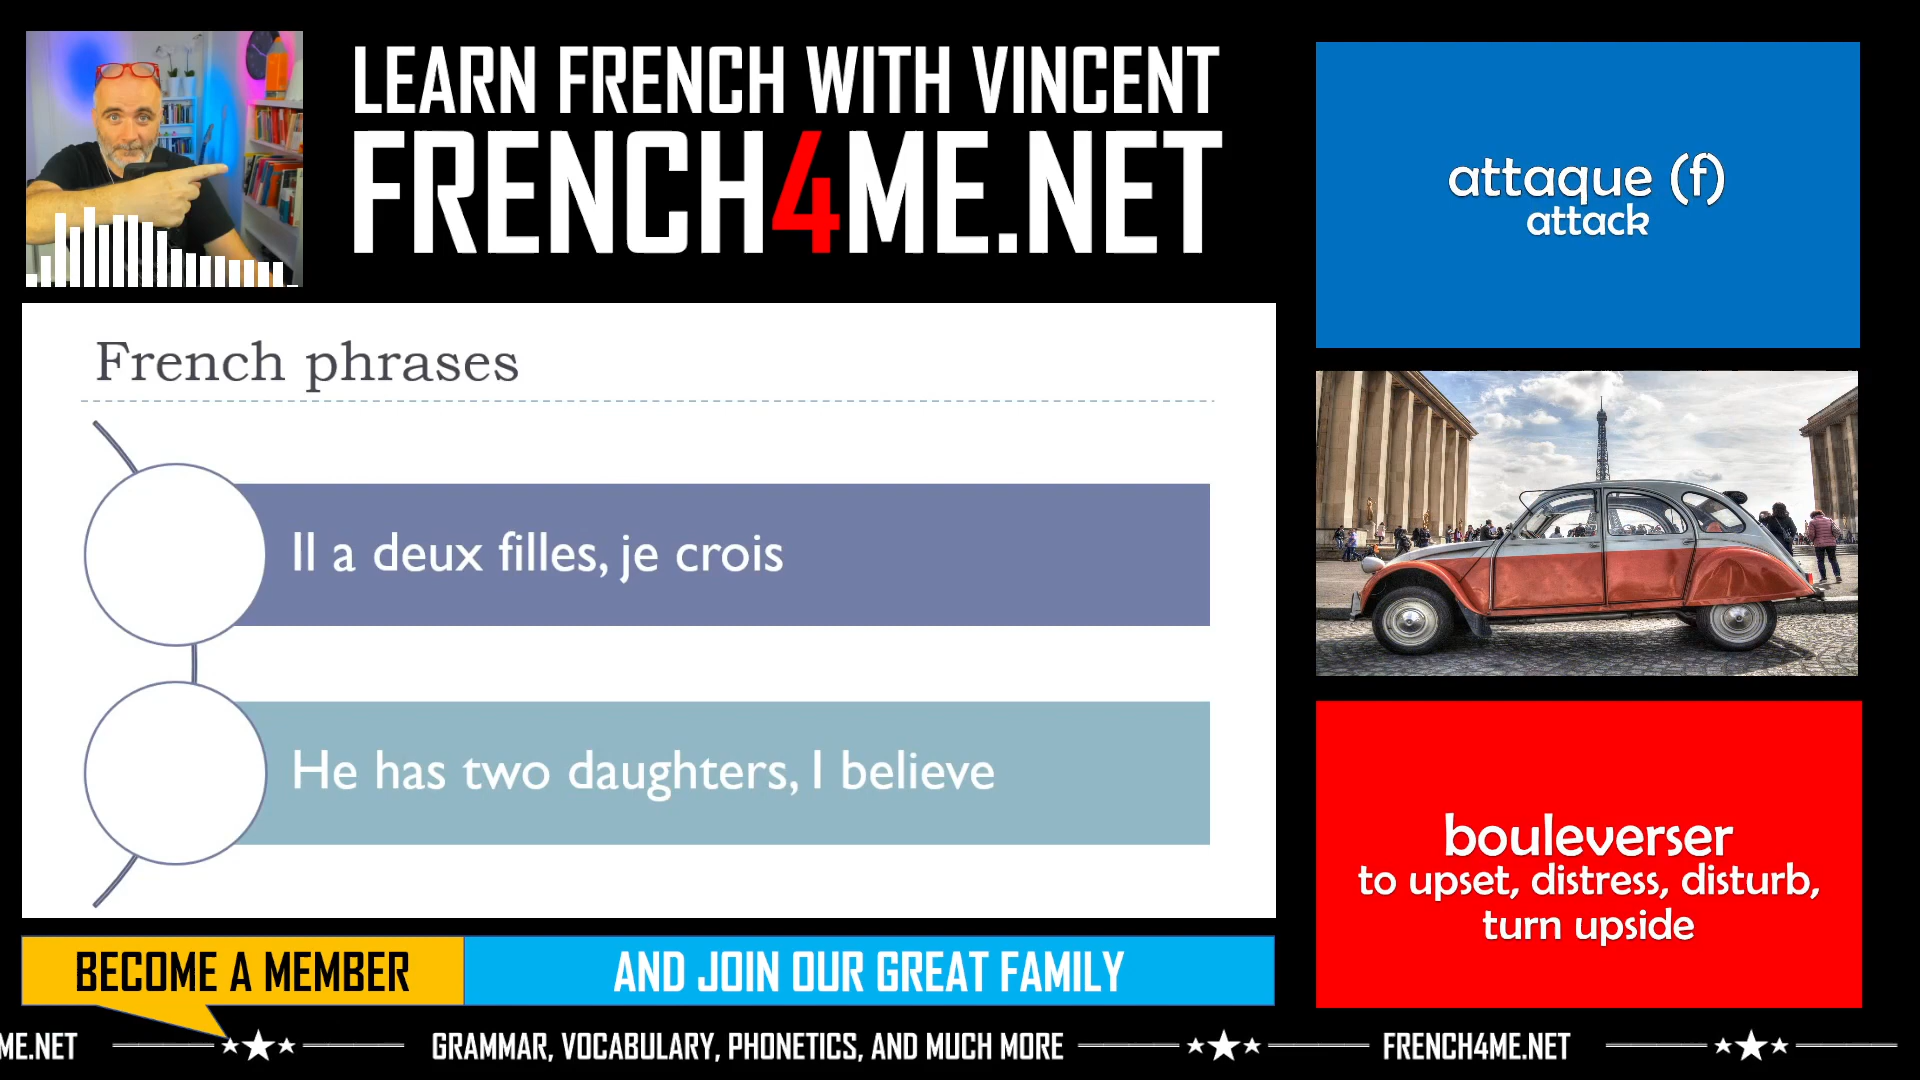 LEARN FRENCH WITH VINCENT
FRENCH4ME.NET
attaque (f)
attack
French phrases
Il a deux filles, je crois
He has two daughters, I believe
bouleverser
to upset, distress, disturb,
turn upside
BECOME A MEMBER
AND JOIN OUR GREAT FAMILY
ME.NET GRAMMAR, VOCABULARY, PHONETICS, AND MUCH MORE FRENCH4ME.NET